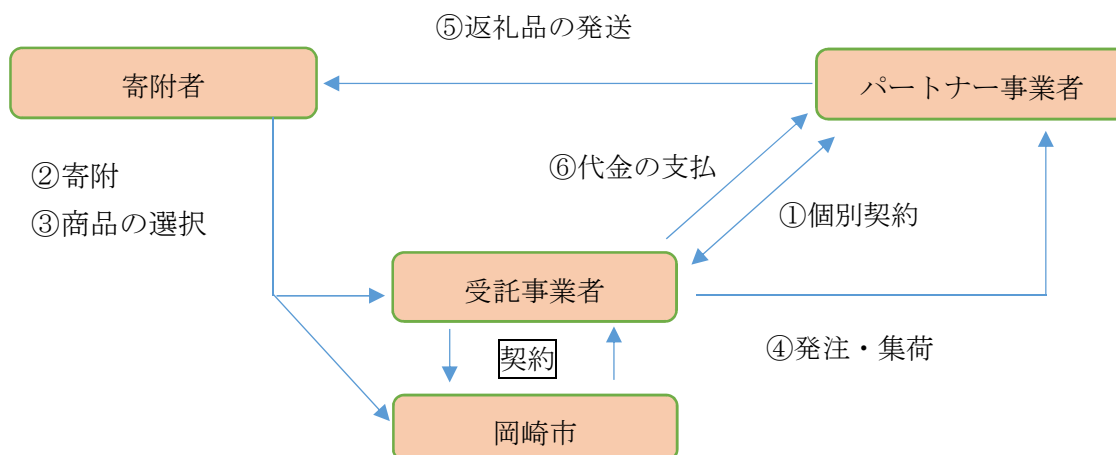 ⑤返礼品の発送
寄附者
パートナー事業者
②寄附
③商品の選択
⑥代金の支払
①個別契約
受託事業者
④発注・集荷
契約
岡崎市